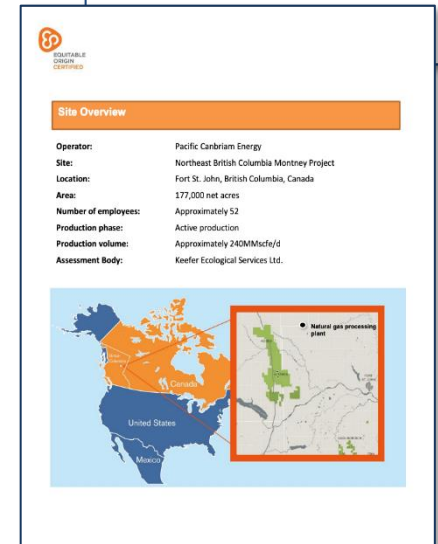 EQUITABLE
ORIGIN
CERTIFIED
Site Overview
Operator: Pacific Canbriam Energy
Site: Northeast British Columbia Montney Project
Location: Fort St. John, British Columbia, Canada
Area: 177,000 net acres
Number of employees: Approximately 52
Production phase: Active production
Production volume: Approximately 240MMscfe/d
Assessment Body: Keefer Ecological Services Ltd.
Natural gas processing
plant
Canada
United States
Mexico